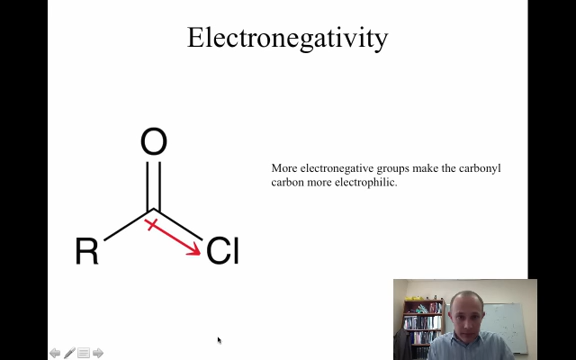 Electronegativity
O
More electronegative groups make the carbonyl
carbon more electrophilic.
R
Cl